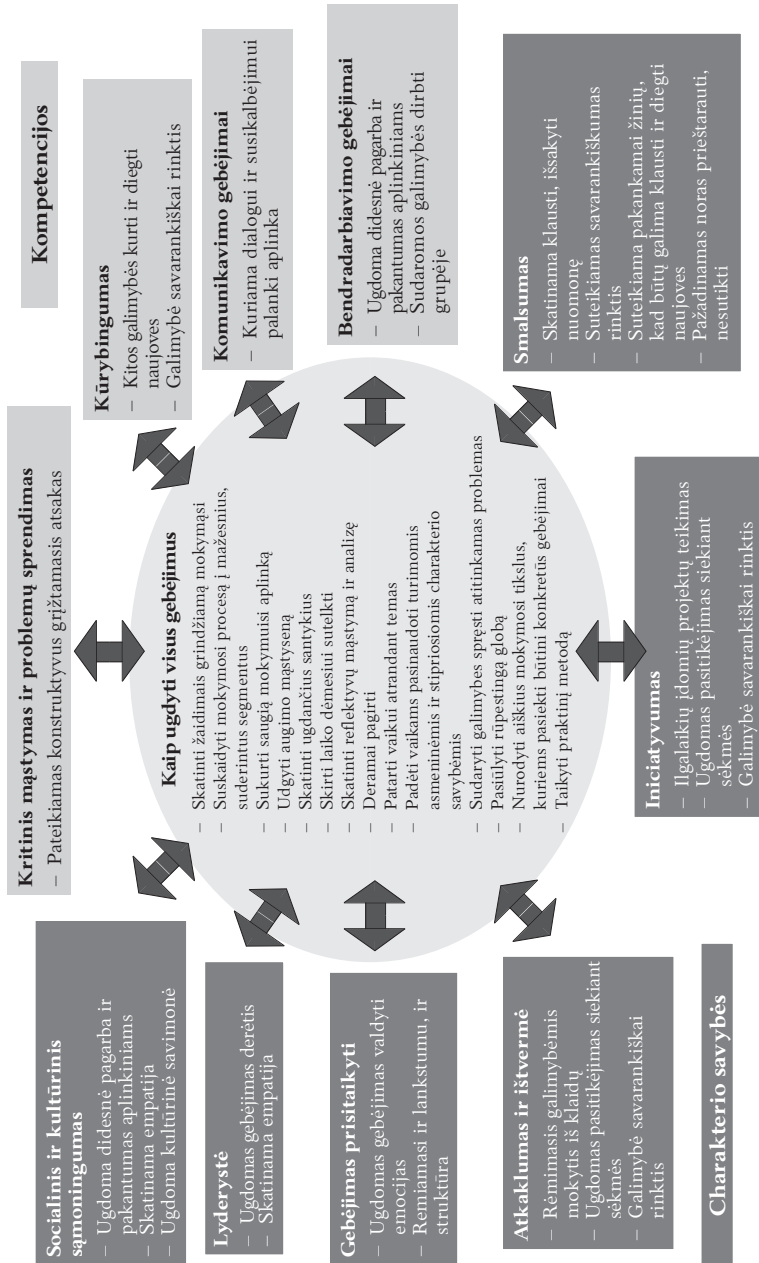 Kompetencijos
Kritinis mąstymas ir problemų sprendimas
– Pateikiamas konstruktyvus grįžtamasis atsakas
Kūrybingumas
– Kitos galimybės kurti ir diegti
naujoves
– Galimybė savarankiškai rinktis
Komunikavimo gebėjimai
– Kuriama dialogui ir susikalbėjimui
palanki aplinka
Bendradarbiavimo gebėjimai
– Ugdoma didesnė pagarba ir
pakantumas aplinkiniams
– Sudaromos galimybės dirbti
grupėje
Smalsumas
– Skatinama klausti, išsakyti
nuomonę
– Suteikiamas savarankiškumas
rinktis
– Suteikiama pakankamai žinių,
kad būtų galima klausti ir diegti
naujoves
– Pažadinamas noras prieštarauti,
nesutikti
Kaip ugdyti visus gebėjimus
– Skatinti žaidimais grindžiamą mokymąsi
– Suskaidyti mokymosi procesą į mažesnius,
suderintus segmentus
– Sukurti saugią mokymuisi aplinką
– Udgyti augimo mąstyseną
– Skatinti ugdančius santykius
– Skirti laiko dėmesiui sutelkti
– Skatinti reflektyvų mąstymą ir analizę
– Deramai pagirti
– Patarti vaikui atrandant temas
– Padėti vaikams pasinaudoti turimomis
asmeninėmis ir stipriosiomis charakterio
savybėmis
– Sudaryti galimybes spręsti atitinkamas problemas
– Pasiūlyti rūpestingą globą
– Nurodyti aiškius mokymosi tikslus,
kuriems pasiekti būtini konkretūs gebėjimai
– Taikyti praktinį metodą
Socialinis ir kultūrinis
sąmoningumas
– Ugdoma didesnė pagarba ir
pakantumas aplinkiniams
– Skatinama empatija
– Ugdoma kultūrinė savimonė
Lyderystė
– Ugdomas gebėjimas derėtis
– Skatinama empatija
Gebėjimas prisitaikyti
– Ugdomas gebėjimas valdyti
emocijas
– Remiamasi ir lankstumu, ir
struktūra
Atkaklumas ir ištvermė
– Rėmimasis galimybėmis
mokytis iš klaidų
– Ugdomas pasitikėjimas siekiant
sėkmės
– Galimybė savarankiškai
rinktis
Iniciatyvumas
– Ilgalaikių įdomių projektų teikimas
– Ugdomas pasitikėjimas siekiant
sėkmės
– Galimybė savarankiškai rinktis
Charakterio savybės